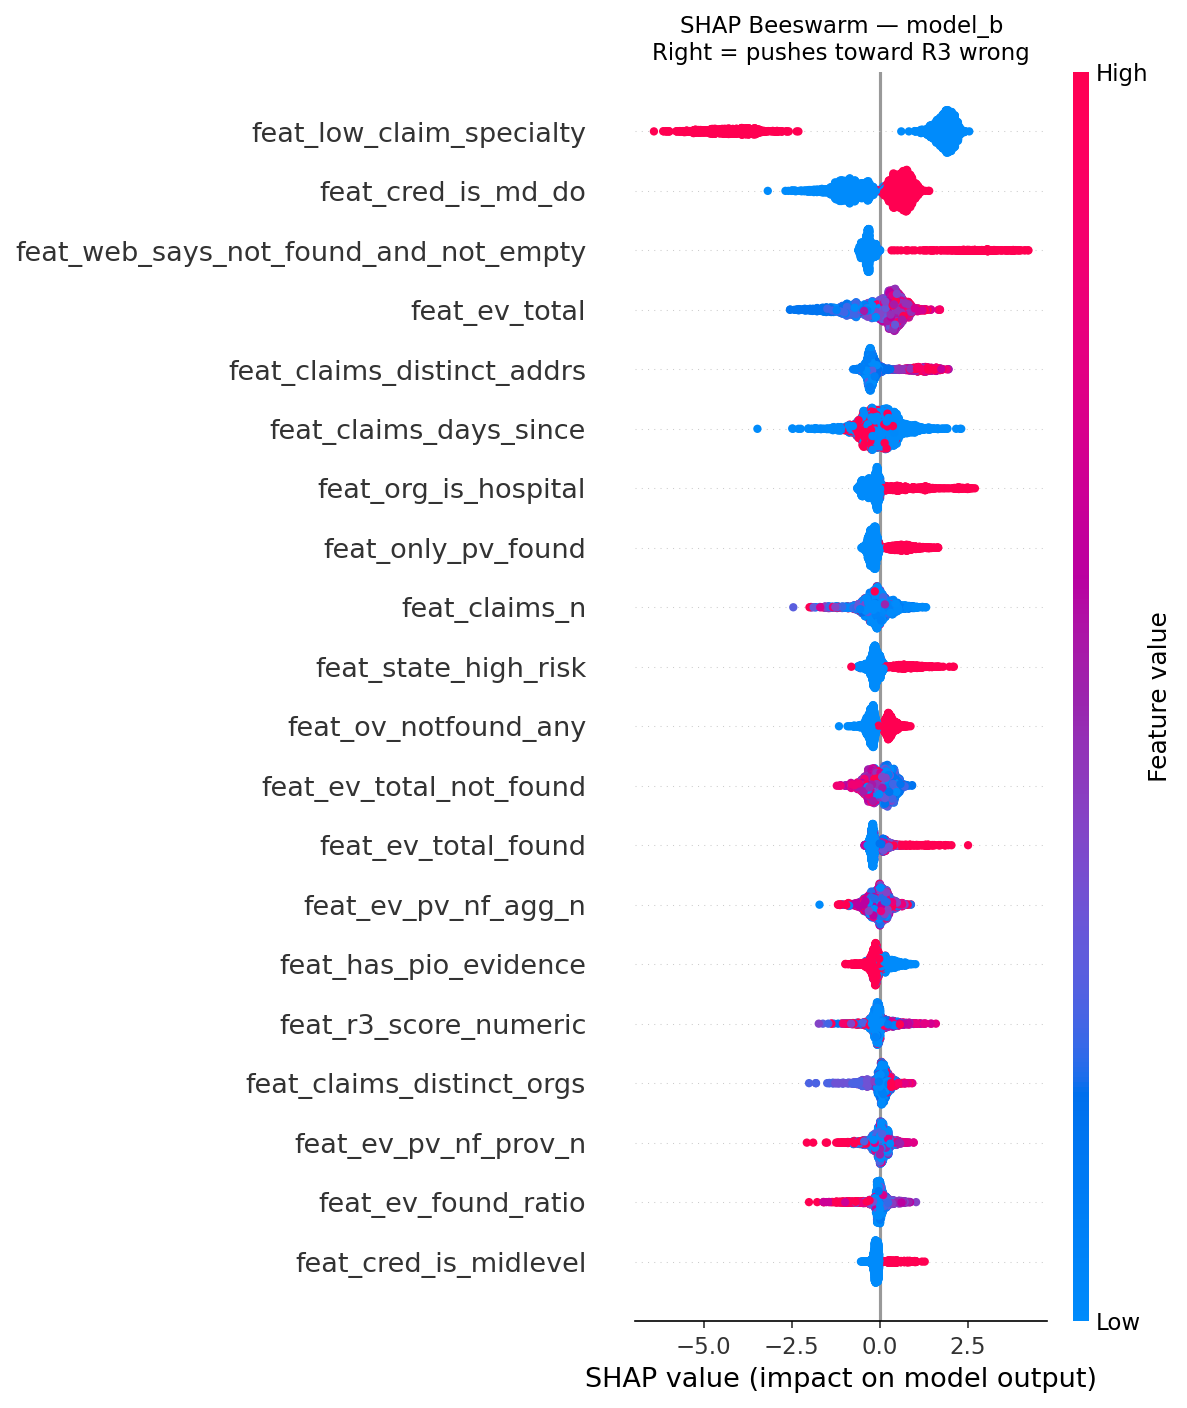 SHAP Beeswarm — model_b
Right = pushes toward R3 wrong
High
feat_low_claim_specialty
feat_cred_is_md_do
feat_web_says_not_found_and_not_empty
feat_ev_total
feat_claims_distinct_addrs
feat_claims_days_since
feat_org_is_hospital
feat_only_pv_found
feat_claims_n
feat_state_high_risk
feat_ov_notfound_any
feat_ev_total_not_found
feat_ev_total_found
feat_ev_pv_nf_agg_n
feat_has_pio_evidence
feat_r3_score_numeric
feat_claims_distinct_orgs
feat_ev_pv_nf_prov_n
feat_ev_found_ratio
feat_cred_is_midlevel
Feature value
Low
−5.0 −2.5 0.0 2.5
SHAP value (impact on model output)